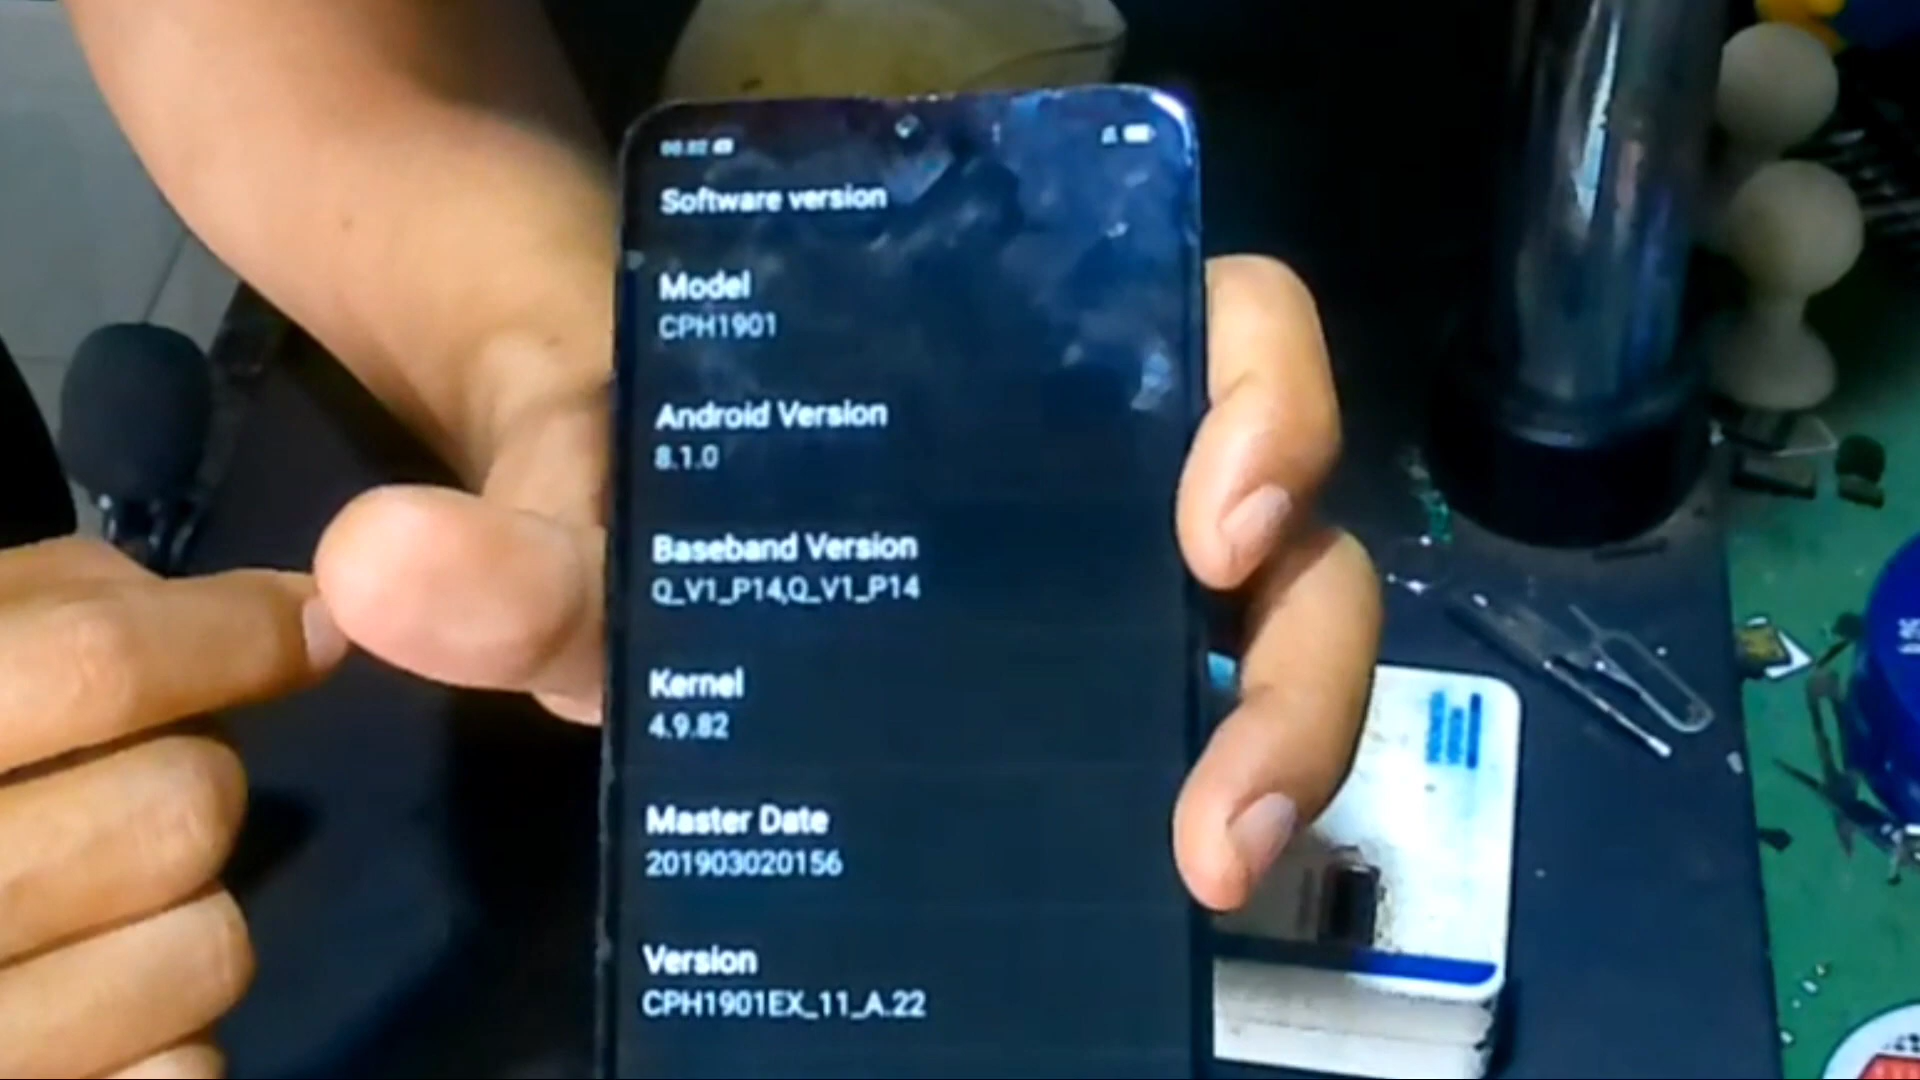 Software version
Model
CPH1901
Android Version
8.1.0
Baseband Version
Q_V1_P14,Q_V1_P14
Kernel
4.9.82
Master Date
201903020156
Version
CPH1901EX_11_A.22